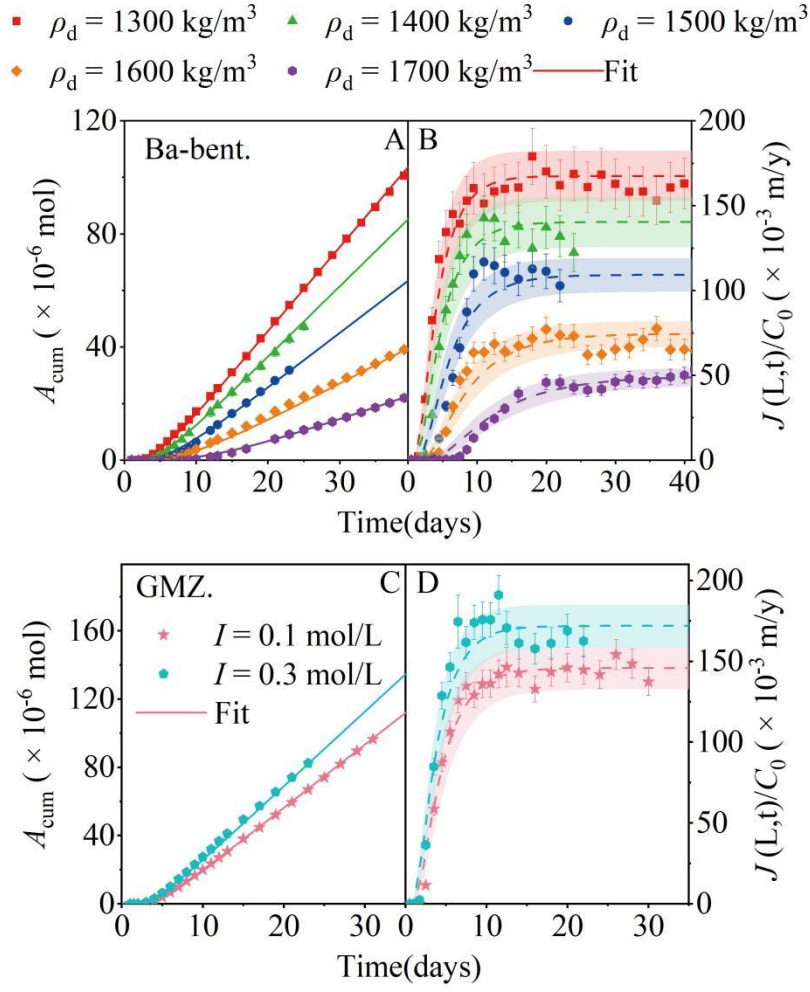 ρd = 1300 kg/m³ ρd = 1400 kg/m³ ρd = 1500 kg/m³
ρd = 1600 kg/m³ ρd = 1700 kg/m³ Fit
120
80
40
0
Acum ( × 10⁻⁶ mol)
Ba-bent.
A
0 10 20 30
B
200
150
100
50
0
J (L,t)/C₀ ( × 10⁻³ m/y)
0 10 20 30 40
Time(days)
160
120
80
40
0
Acum ( × 10⁻⁶ mol)
GMZ.
C
I = 0.1 mol/L
I = 0.3 mol/L
Fit
0 10 20 30
D
200
150
100
50
0
J (L,t)/C₀ ( × 10⁻³ m/y)
0 10 20 30
Time(days)